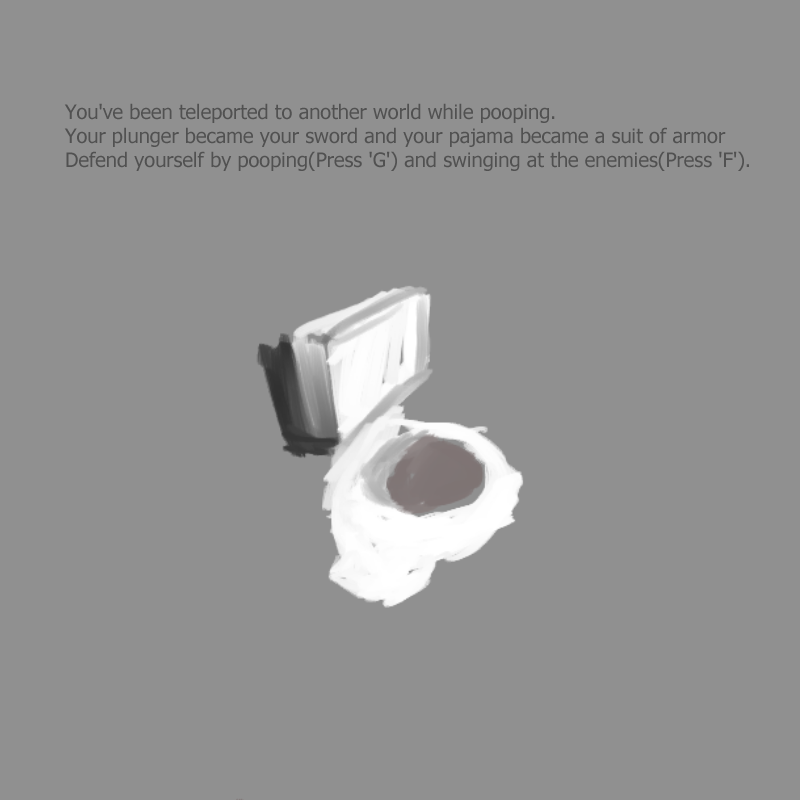 You've been teleported to another world while pooping.
Your plunger became your sword and your pajama became a suit of armor
Defend yourself by pooping(Press 'G') and swinging at the enemies(Press 'F').